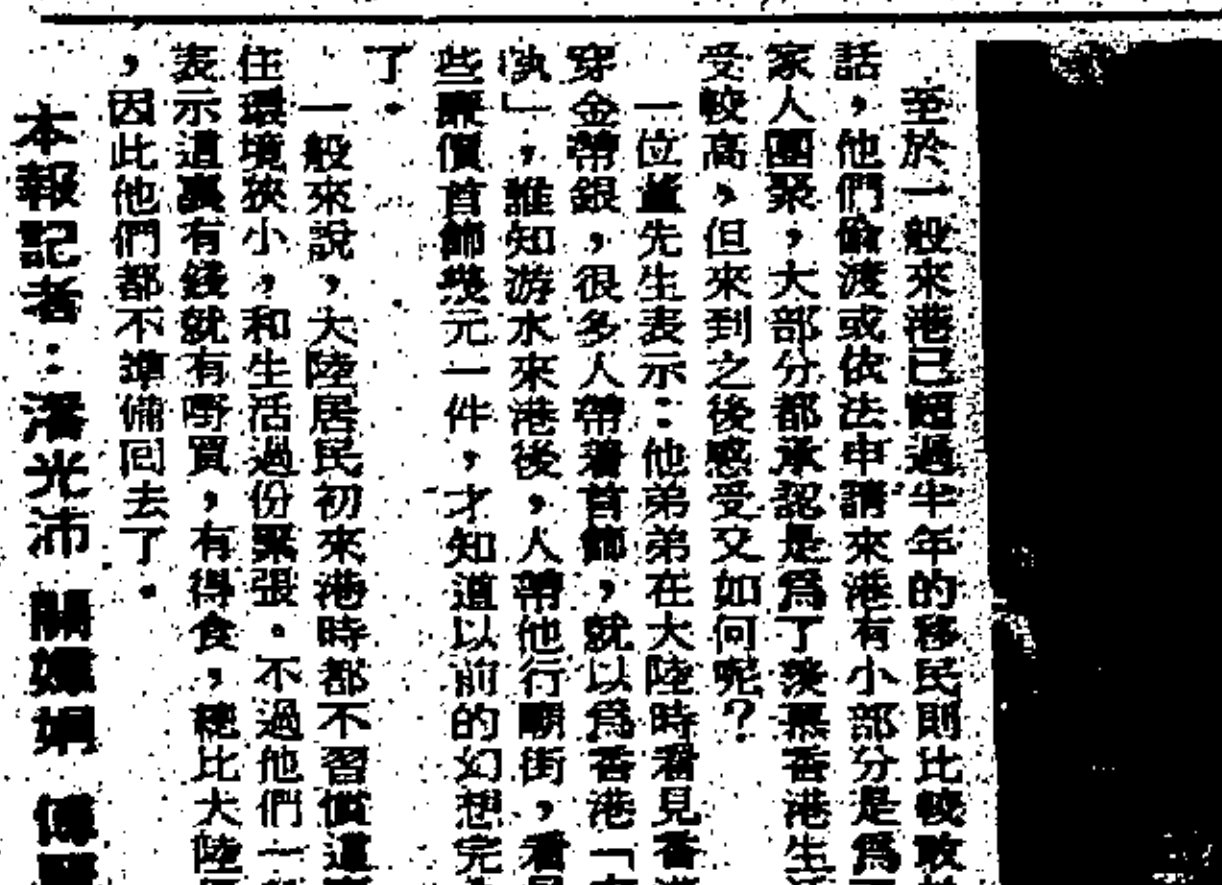 至於一般來港已超過半年的移民則比較敢
話，他們偷渡或依法申請來港有小部分是爲
家人團聚，大部分都承認是爲了羨慕香港生
受較高，但來到之後感受又如何呢？
一位董先生表示：他弟弟在大陸時看見香
穿金帶銀，很多人帶着首飾，就以爲香港「
執」，誰知游水來港後，人帶他行廟街，看
些廉價首飾幾元一件，才知道以前的幻想完
了。
一般來說，大陸居民初來港時都不習慣這
住環境狹小，和生活過份緊張。不過他們一
表示這裏有錢就有嘢買，有得食，總比大陸
，因此他們都不準備回去了。
本報記者：潘光沛 關 娟 傅